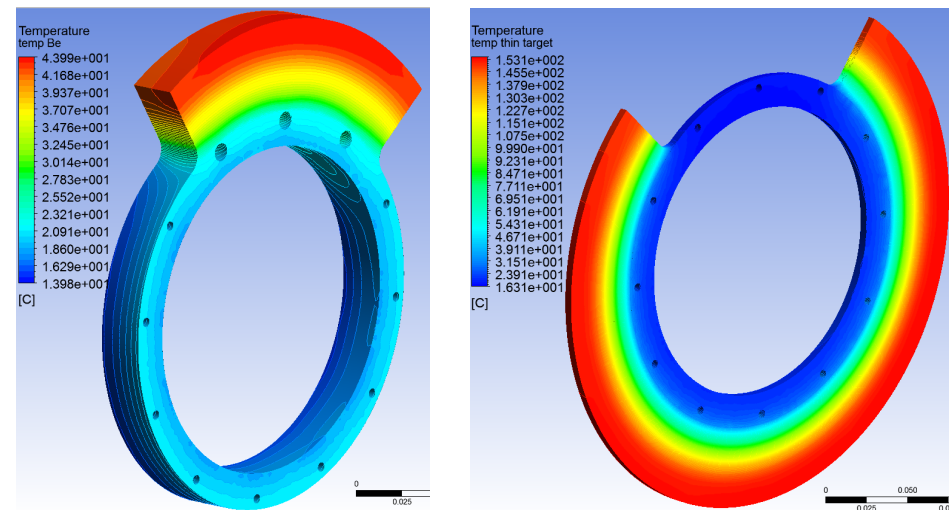 Temperature
temp Be
4.399e+001
4.168e+001
3.937e+001
3.707e+001
3.476e+001
3.245e+001
3.014e+001
2.783e+001
2.552e+001
2.321e+001
2.091e+001
1.860e+001
1.629e+001
1.398e+001
[C]
0
0.025
Temperature
temp thin target
1.531e+002
1.455e+002
1.379e+002
1.303e+002
1.227e+002
1.151e+002
1.075e+002
9.990e+001
9.231e+001
8.471e+001
7.711e+001
6.951e+001
6.191e+001
5.431e+001
4.671e+001
3.911e+001
3.151e+001
2.391e+001
1.631e+001
[C]
0
0.050
0.025